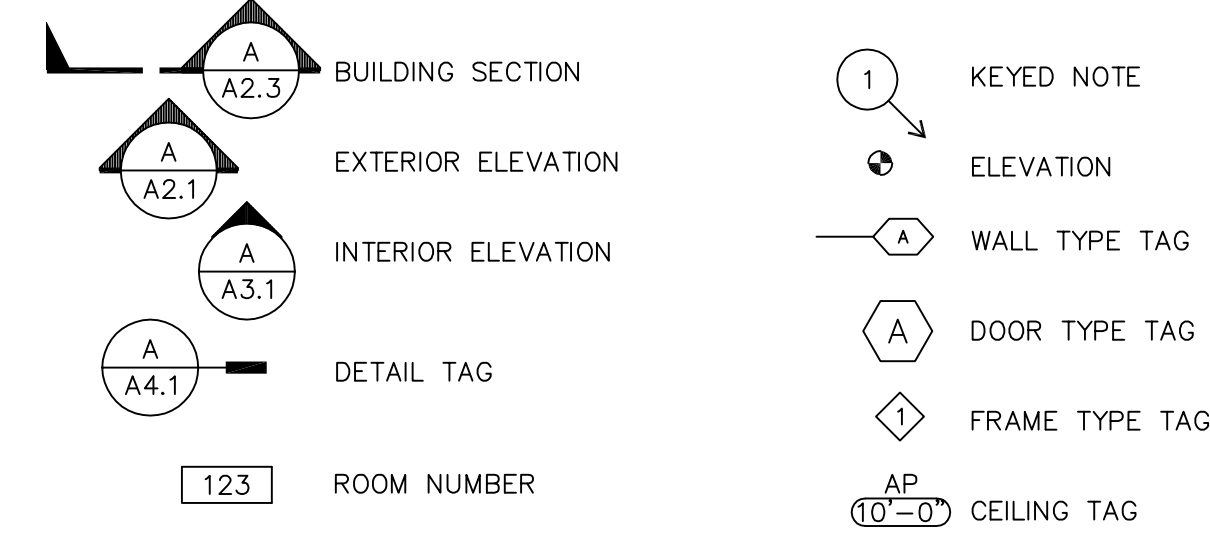 A
A2.3
BUILDING SECTION
A
A2.1
EXTERIOR ELEVATION
A
A3.1
INTERIOR ELEVATION
A
A4.1
DETAIL TAG
123
ROOM NUMBER
1
KEYED NOTE
ELEVATION
A
WALL TYPE TAG
A
DOOR TYPE TAG
1
FRAME TYPE TAG
AP
10'-0"
CEILING TAG